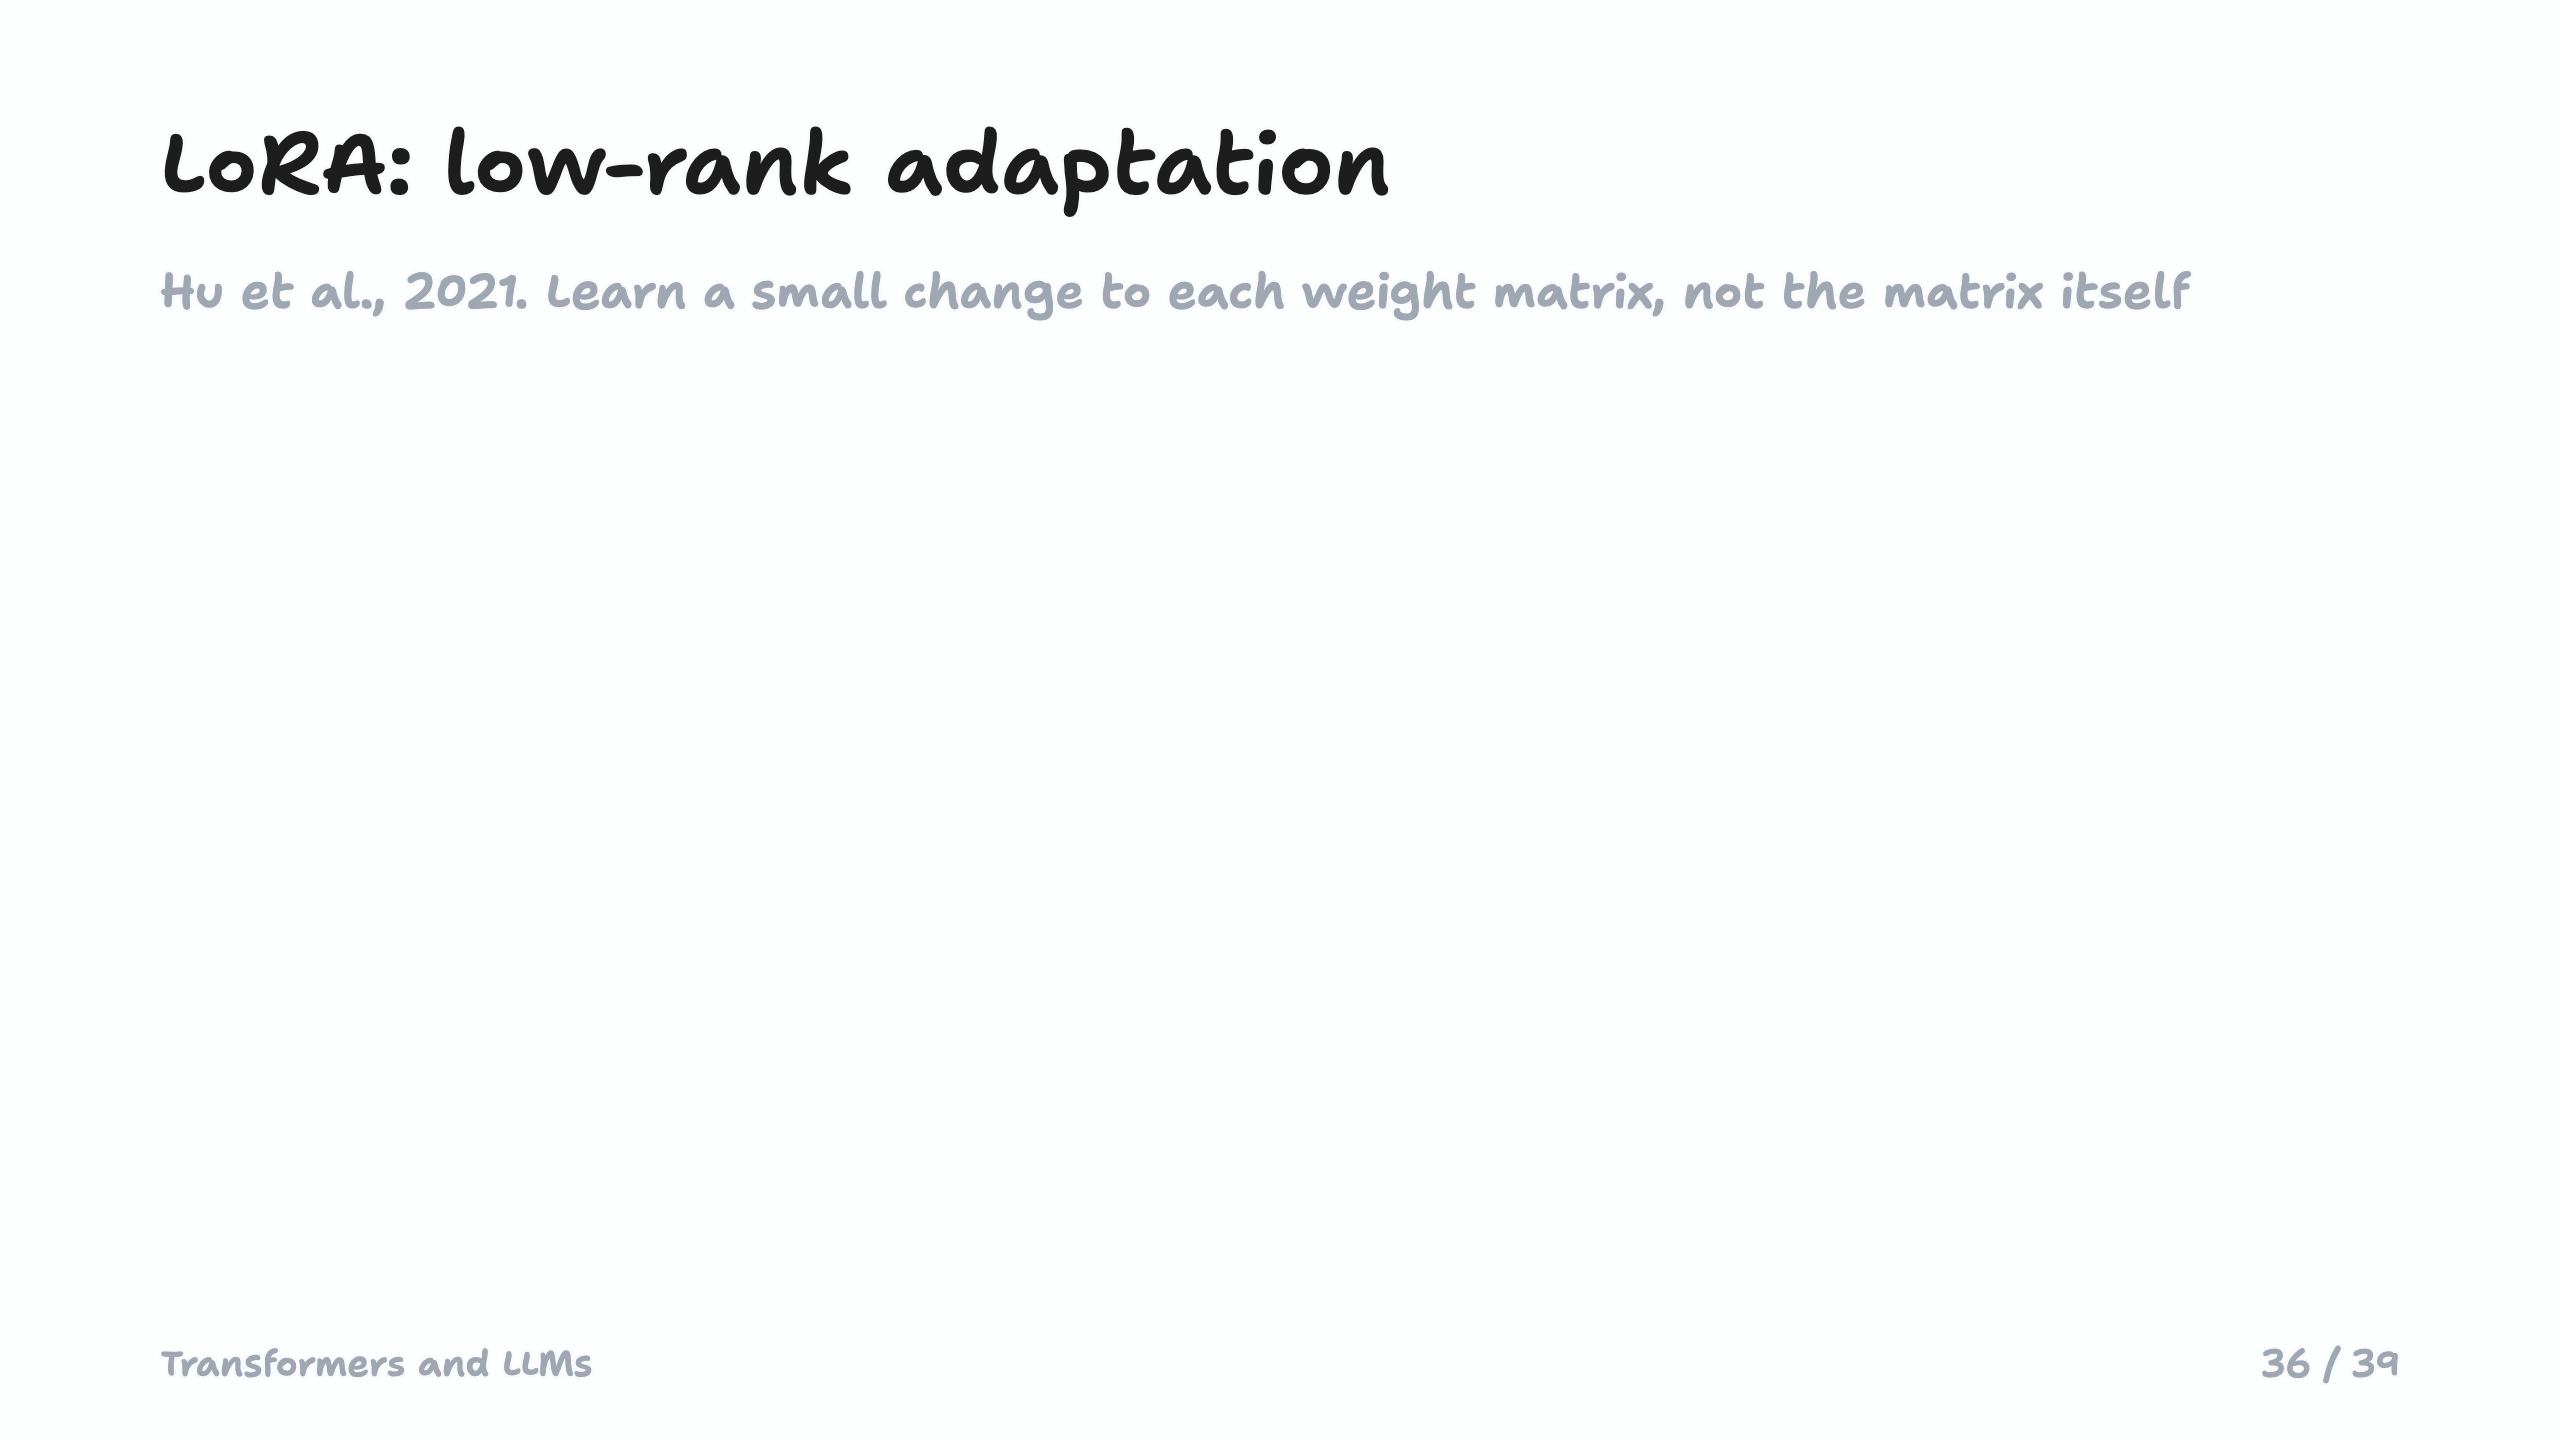 LoRA: low-rank adaptation
Hu et al., 2021. Learn a small change to each weight matrix, not the matrix itself
Transformers and LLMs
36 / 39